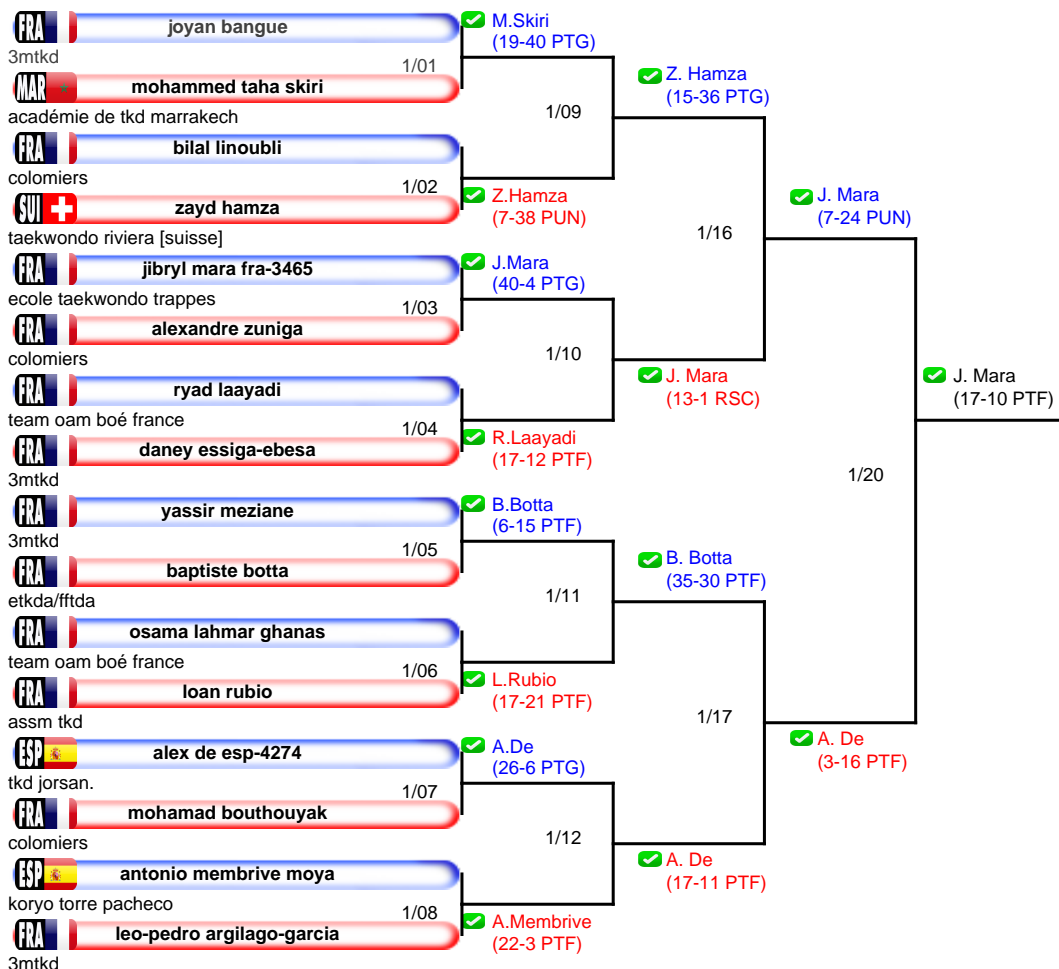 FRA joyan bangue
3mtkd
1/01
MAR mohammed taha skiri
académie de tkd marrakech
FRA bilal linoubli
colomiers
1/02
SUI zayd hamza
taekwondo riviera [suisse]
FRA jibryl mara fra-3465
ecole taekwondo trappes
1/03
FRA alexandre zuniga
colomiers
FRA ryad laayadi
team oam boé france
1/04
FRA daney essiga-ebesa
3mtkd
FRA yassir meziane
3mtkd
1/05
FRA baptiste botta
etkda/fftda
FRA osama lahmar ghanas
team oam boé france
1/06
FRA loan rubio
assm tkd
ESP alex de esp-4274
tkd jorsan.
1/07
FRA mohamad bouthouyak
colomiers
ESP antonio membrive moya
koryo torre pacheco
1/08
FRA leo-pedro argilago-garcia
3mtkd
M.Skiri
(19-40 PTG)
1/09
Z.Hamza
(7-38 PUN)
J.Mara
(40-4 PTG)
1/10
R.Laayadi
(17-12 PTF)
B.Botta
(6-15 PTF)
1/11
L.Rubio
(17-21 PTF)
A.De
(26-6 PTG)
1/12
A.Membrive
(22-3 PTF)
Z. Hamza
(15-36 PTG)
1/16
J. Mara
(13-1 RSC)
B. Botta
(35-30 PTF)
1/17
A. De
(17-11 PTF)
J. Mara
(7-24 PUN)
1/20
A. De
(3-16 PTF)
J. Mara
(17-10 PTF)